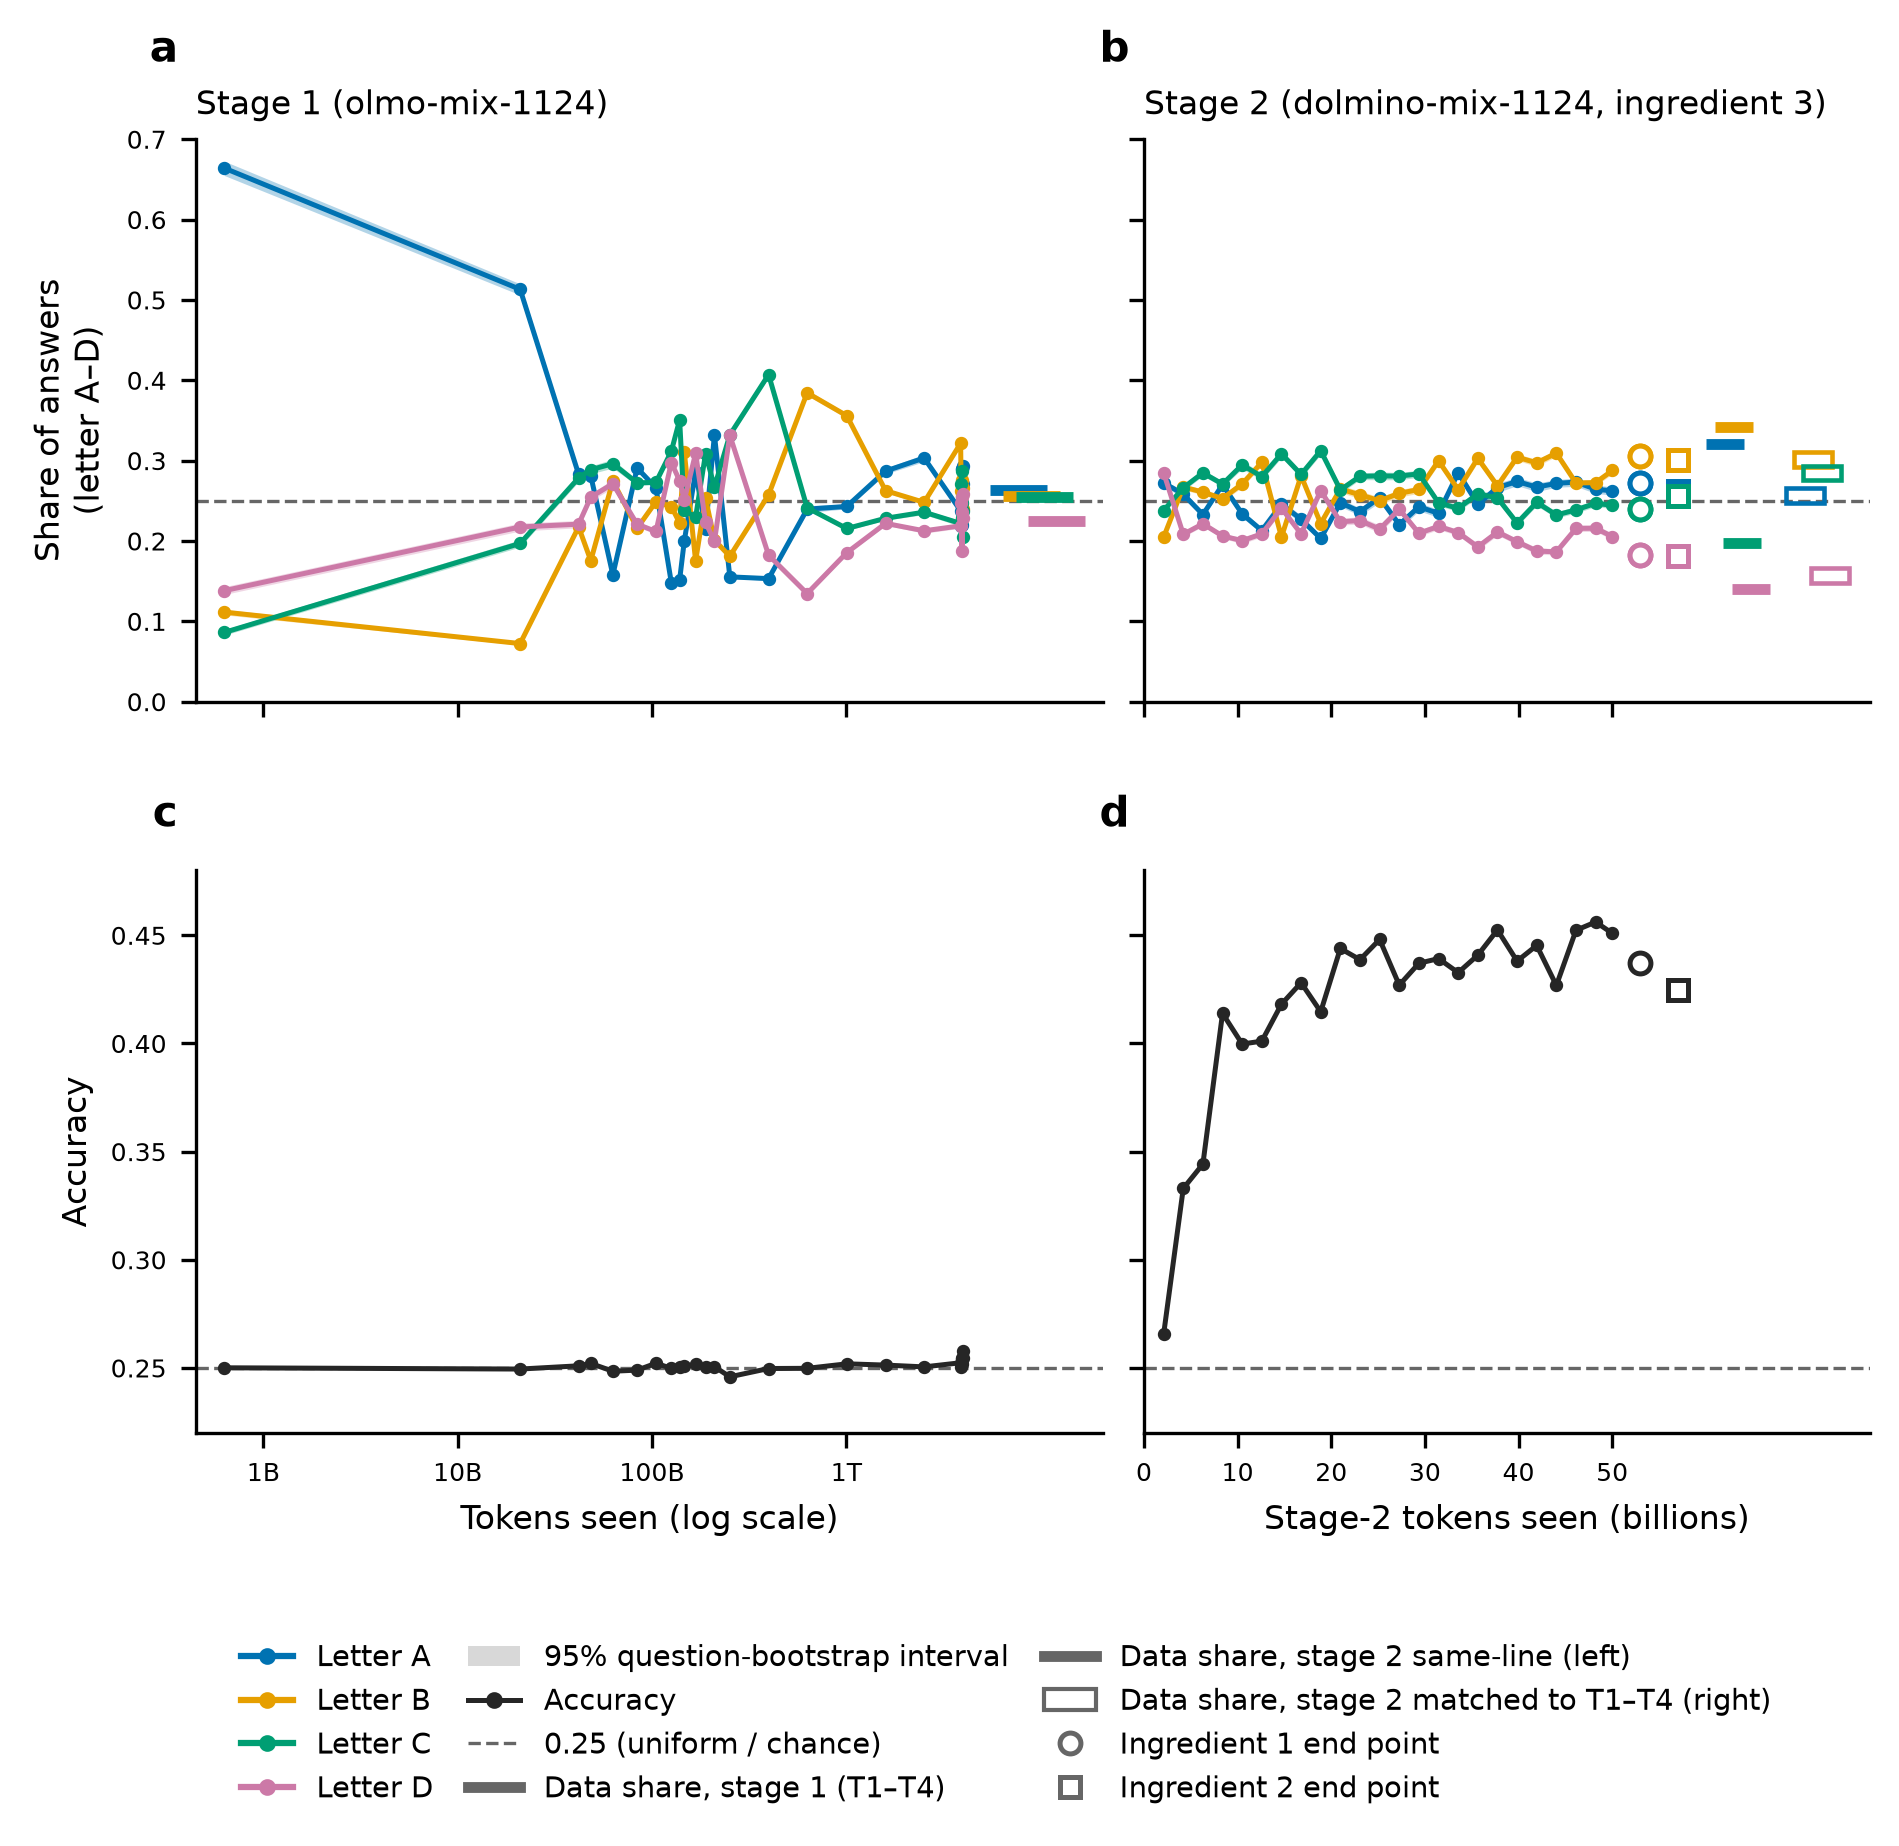 a
b
Stage 1 (olmo-mix-1124)
Stage 2 (dolmino-mix-1124, ingredient 3)
Share of answers
(letter A–D)
0.7
0.6
0.5
0.4
0.3
0.2
0.1
0.0
c
d
Accuracy
0.45
0.40
0.35
0.30
0.25
1B
10B
100B
1T
0
10
20
30
40
50
Tokens seen (log scale)
Stage-2 tokens seen (billions)
Letter A
Letter B
Letter C
Letter D
95% question-bootstrap interval
Accuracy
0.25 (uniform / chance)
Data share, stage 1 (T1–T4)
Data share, stage 2 same-line (left)
Data share, stage 2 matched to T1–T4 (right)
Ingredient 1 end point
Ingredient 2 end point